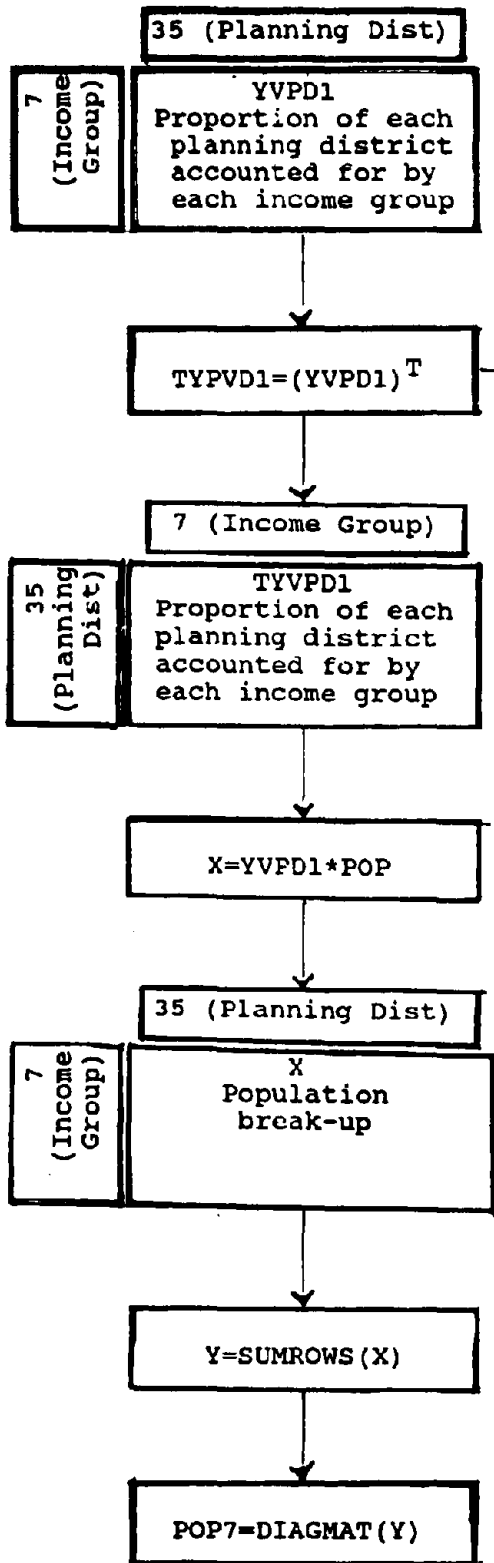 35 (Planning Dist)
7
(Income
Group)
YVPD1
Proportion of each
planning district
accounted for by
each income group
TYPVD1=(YVPD1)T
7 (Income Group)
35
(Planning
Dist)
TYVPD1
Proportion of each
planning district
accounted for by
each income group
X=YVPD1*POP
35 (Planning Dist)
7
(Income
Group)
X
Population
break-up
Y=SUMROWS(X)
POP7=DIAGMAT(Y)